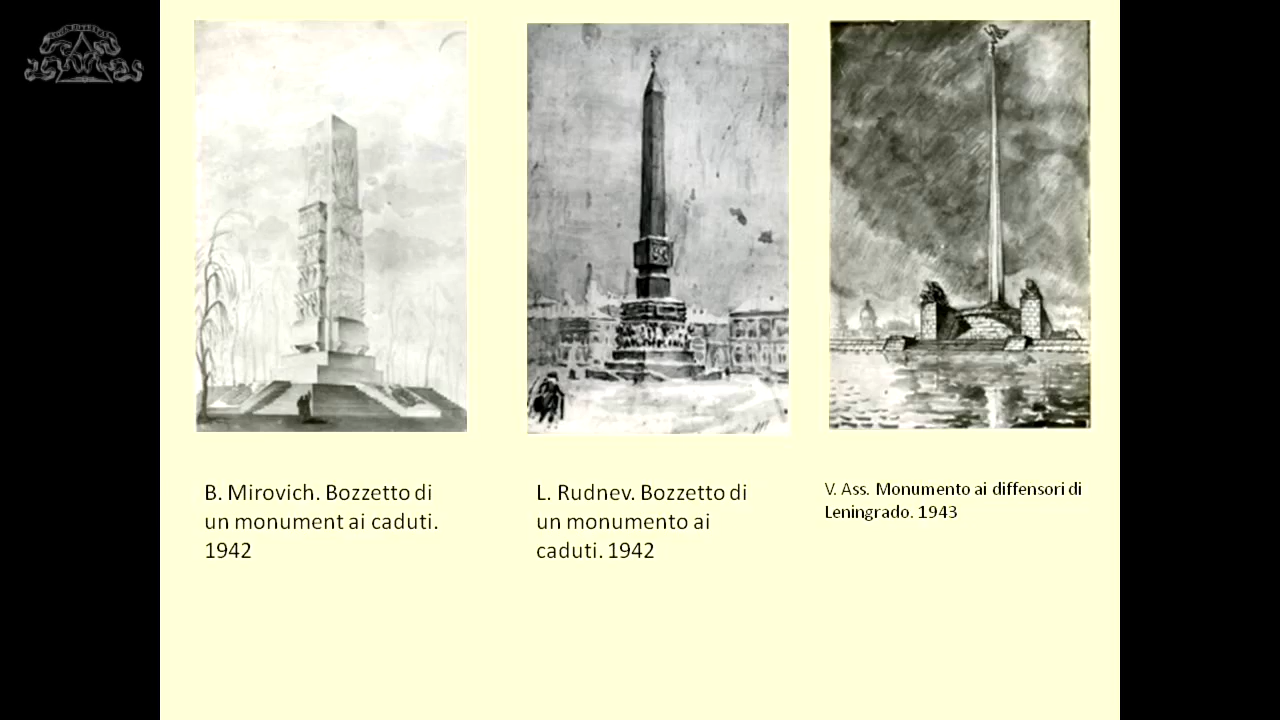 B. Mirovich. Bozzetto di
un monument ai caduti.
1942
L. Rudnev. Bozzetto di
un monumento ai
caduti. 1942
V. Ass. Monumento ai diffensori di
Leningrado. 1943